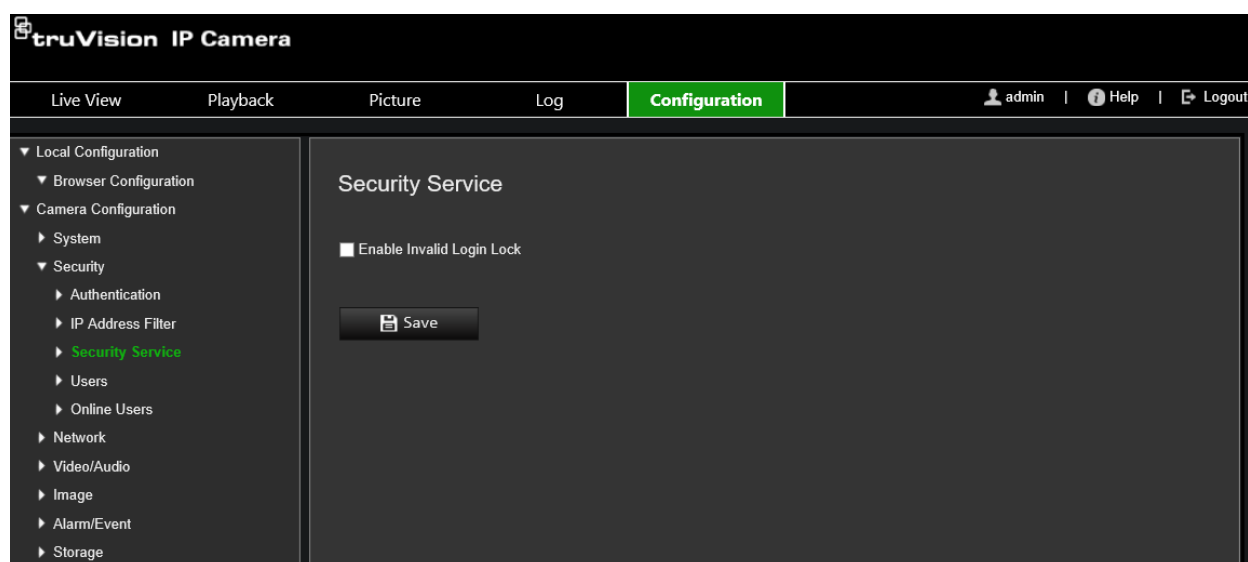 truVision IP Camera
Live View Playback Picture Log Configuration admin | Help | Logout
Local Configuration
Browser Configuration
Camera Configuration
System
Security
Authentication
IP Address Filter
Security Service
Users
Online Users
Network
Video/Audio
Image
Alarm/Event
Storage
Security Service
Enable Invalid Login Lock
Save